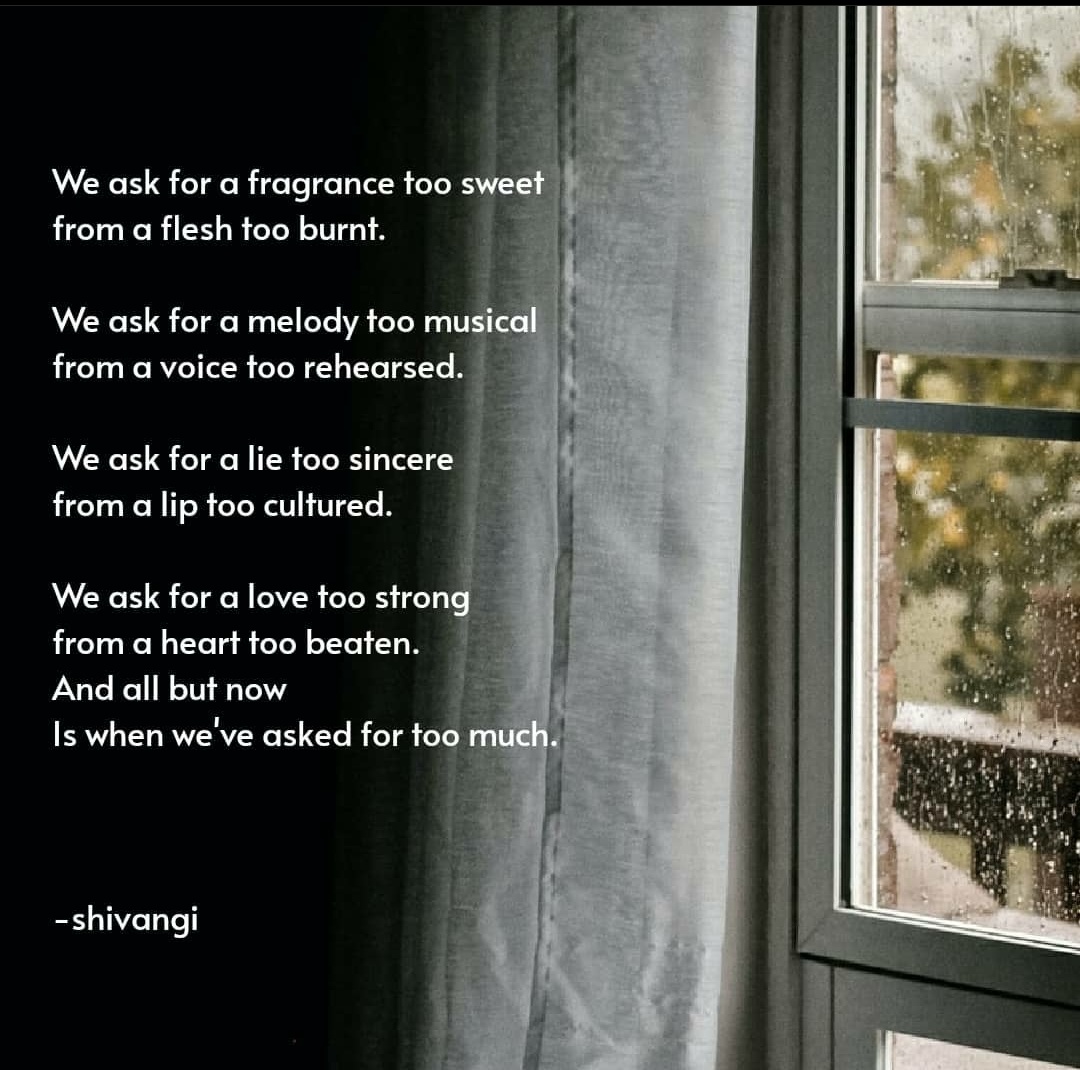 We ask for a fragrance too sweet
from a flesh too burnt.
We ask for a melody too musical
from a voice too rehearsed.
We ask for a lie too sincere
from a lip too cultured.
We ask for a love too strong
from a heart too beaten.
And all but now
Is when we've asked for too much.
-shivangi